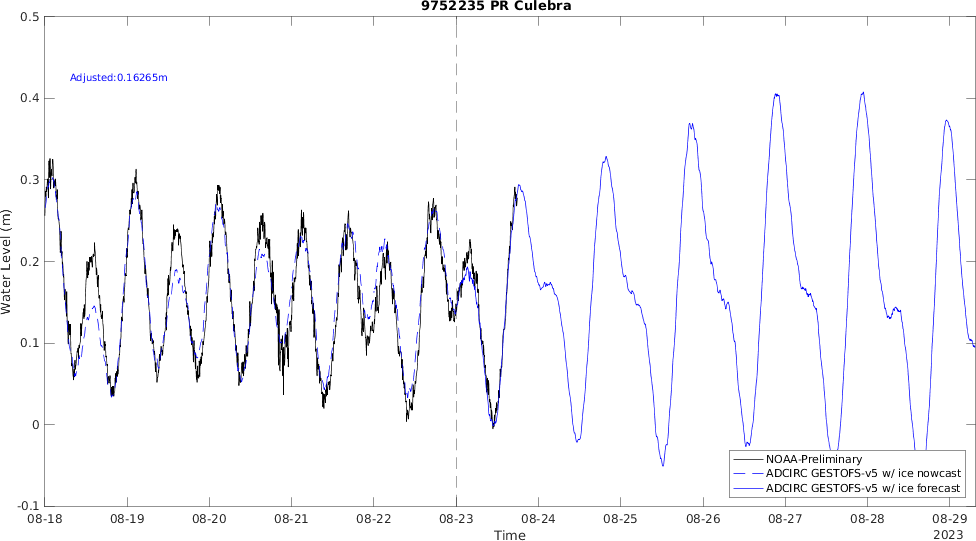 9752235 PR Culebra
Adjusted:0.16265m
Water Level (m)
0.5
0.4
0.3
0.2
0.1
0
-0.1
NOAA-Preliminary
ADCIRC GESTOFS-v5 w/ ice nowcast
ADCIRC GESTOFS-v5 w/ ice forecast
08-18 08-19 08-20 08-21 08-22 08-23 08-24 08-25 08-26 08-27 08-28 08-29
2023
Time